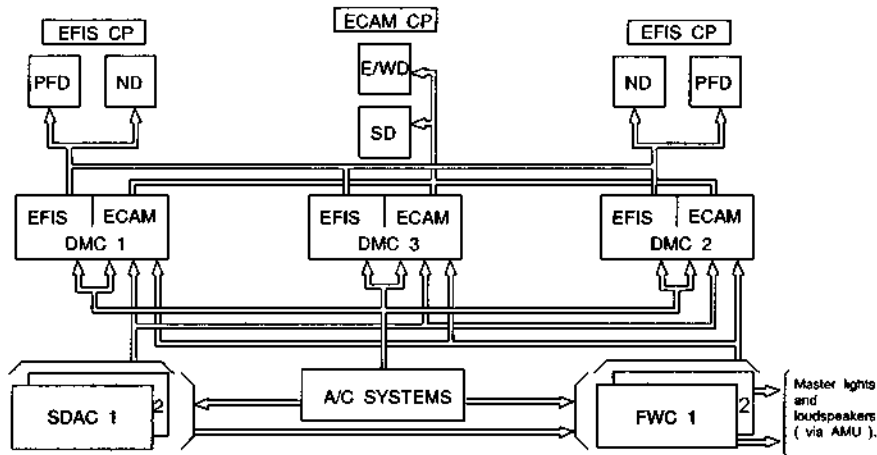 EFIS CP
ECAM CP
EFIS CP
PFD
ND
E/WD
SD
ND
PFD
EFIS
ECAM
DMC 1
EFIS
ECAM
DMC 3
EFIS
ECAM
DMC 2
SDAC 1
2
A/C SYSTEMS
FWC 1
2
Master lights
and
loudspeakers
( via AMU ).